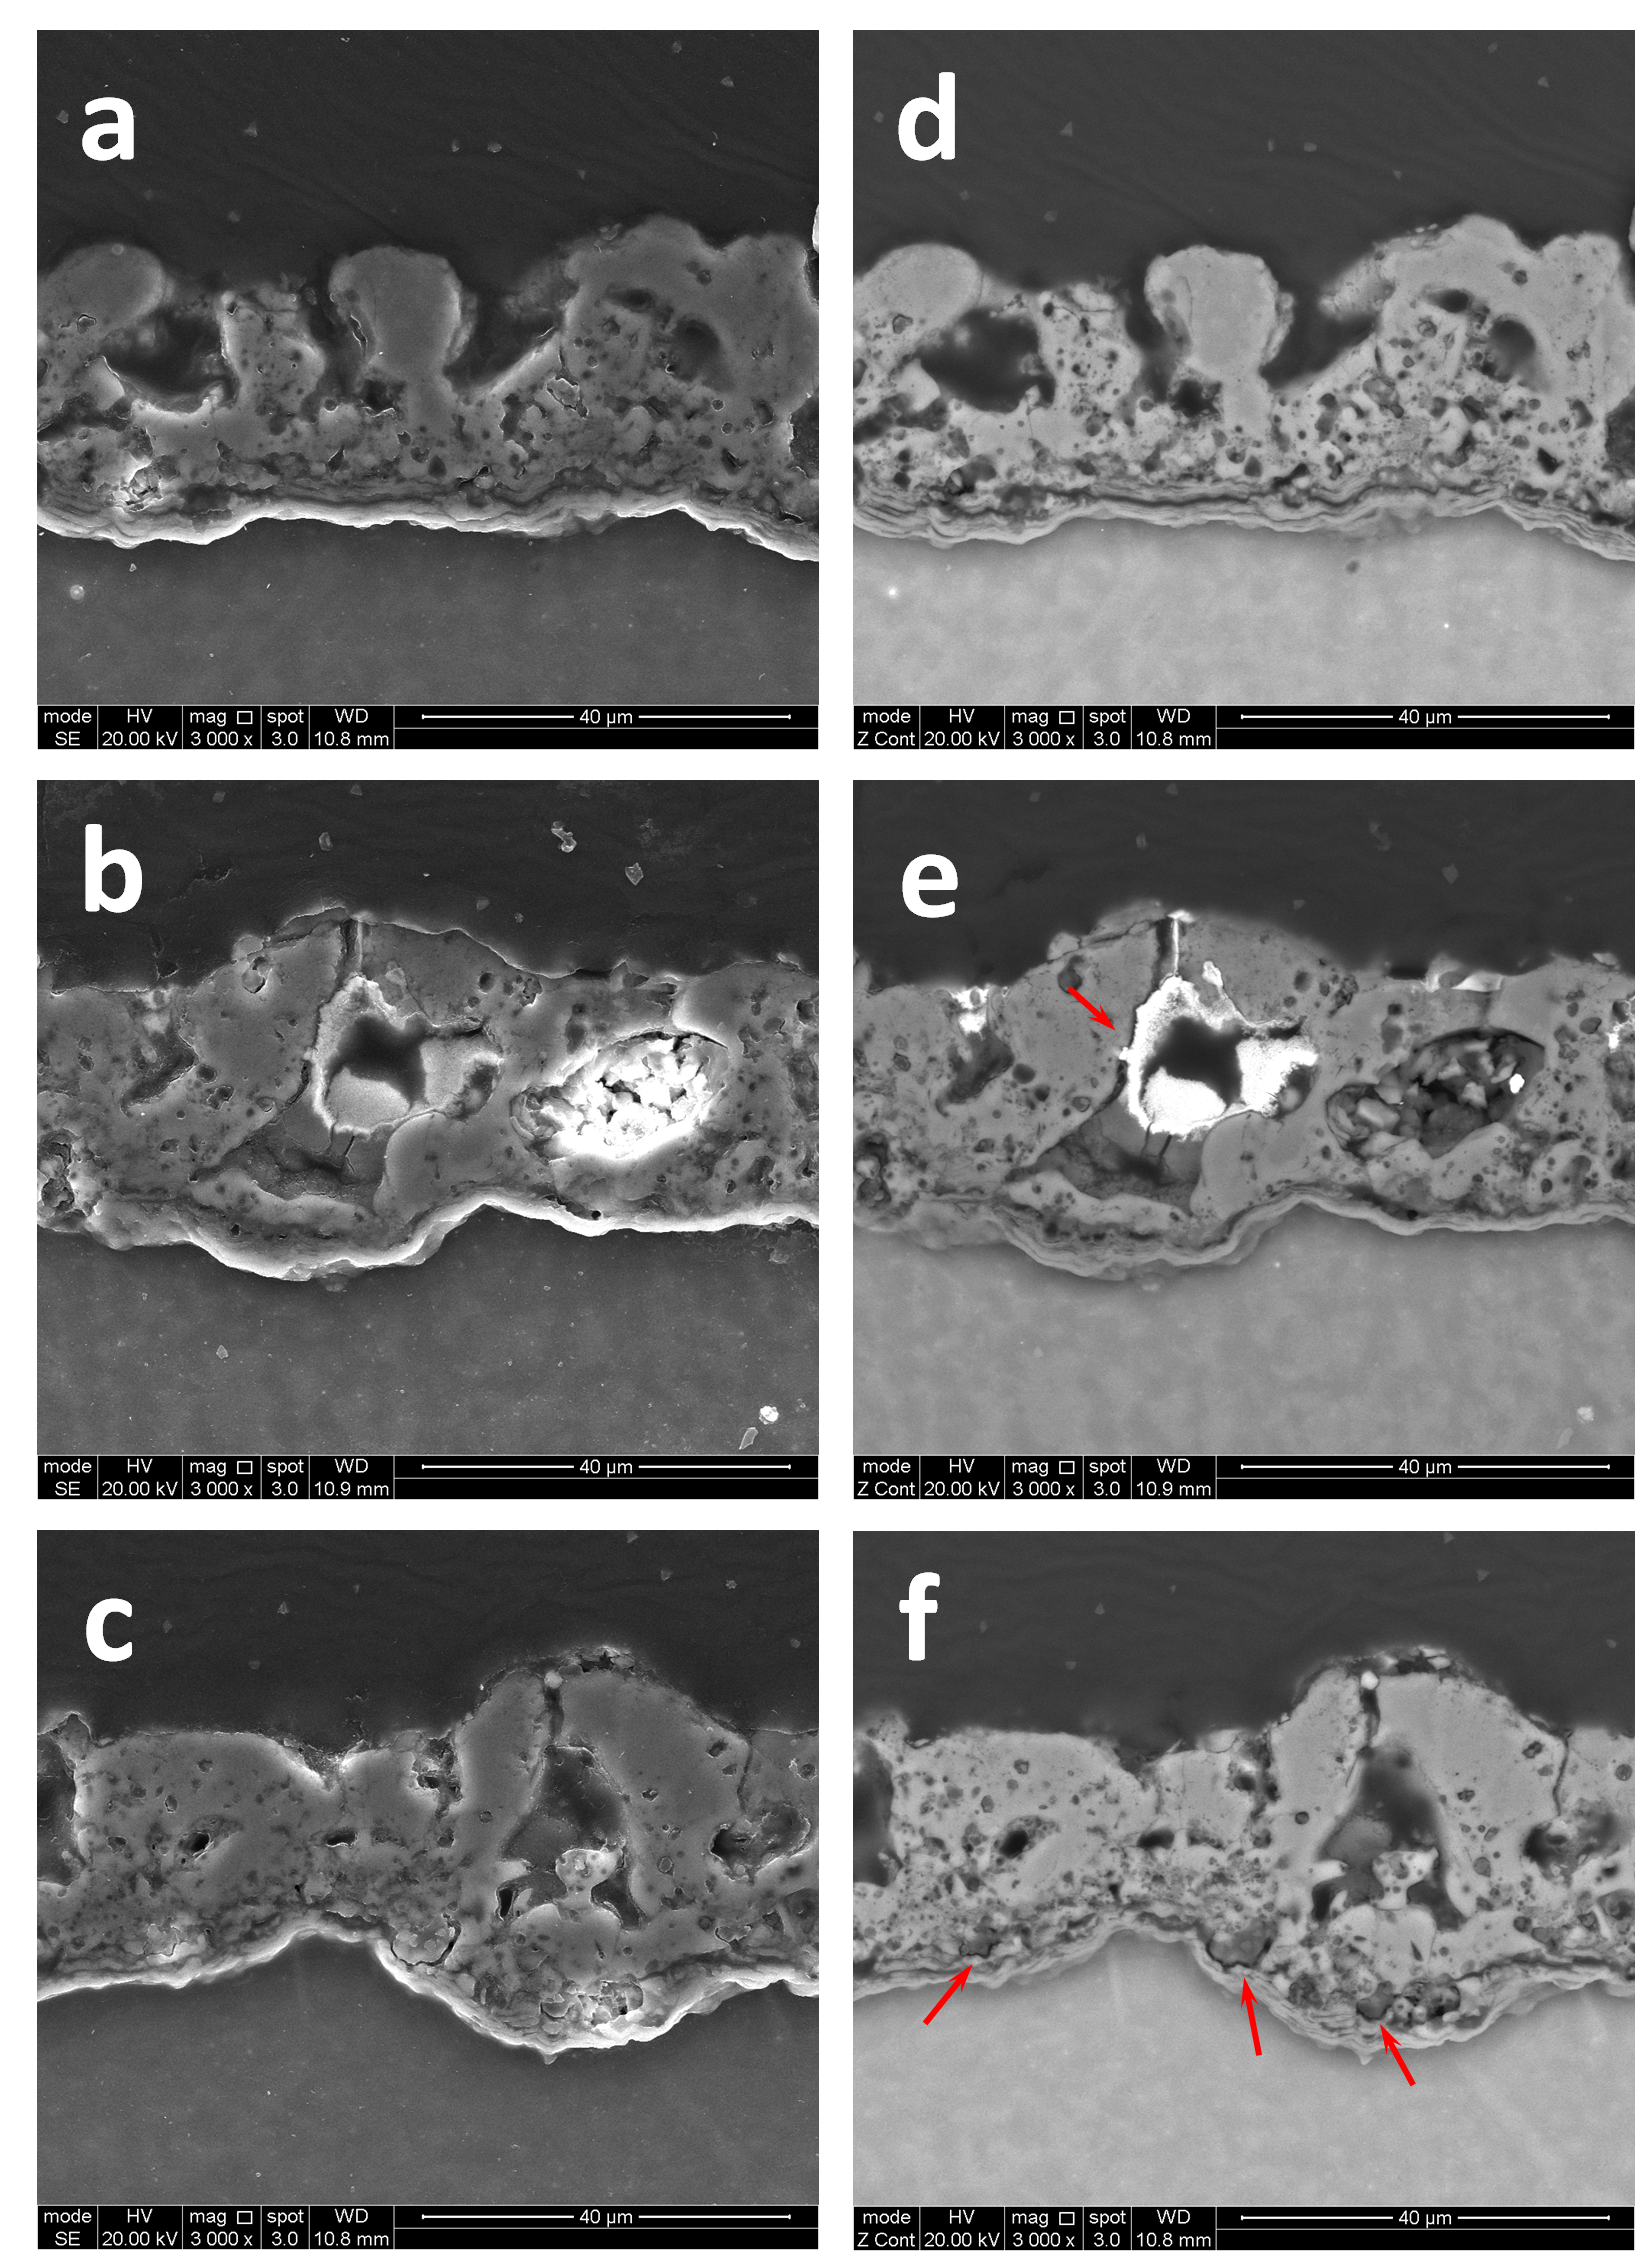 a
mode HV mag □ spot WD 40 µm
SE 20.00 kV 3 000 x 3.0 10.8 mm
d
mode HV mag □ spot WD 40 µm
Z Cont 20.00 kV 3 000 x 3.0 10.8 mm
b
mode HV mag □ spot WD 40 µm
SE 20.00 kV 3 000 x 3.0 10.9 mm
e
mode HV mag □ spot WD 40 µm
Z Cont 20.00 kV 3 000 x 3.0 10.9 mm
c
mode HV mag □ spot WD 40 µm
SE 20.00 kV 3 000 x 3.0 10.8 mm
f
mode HV mag □ spot WD 40 µm
Z Cont 20.00 kV 3 000 x 3.0 10.8 mm